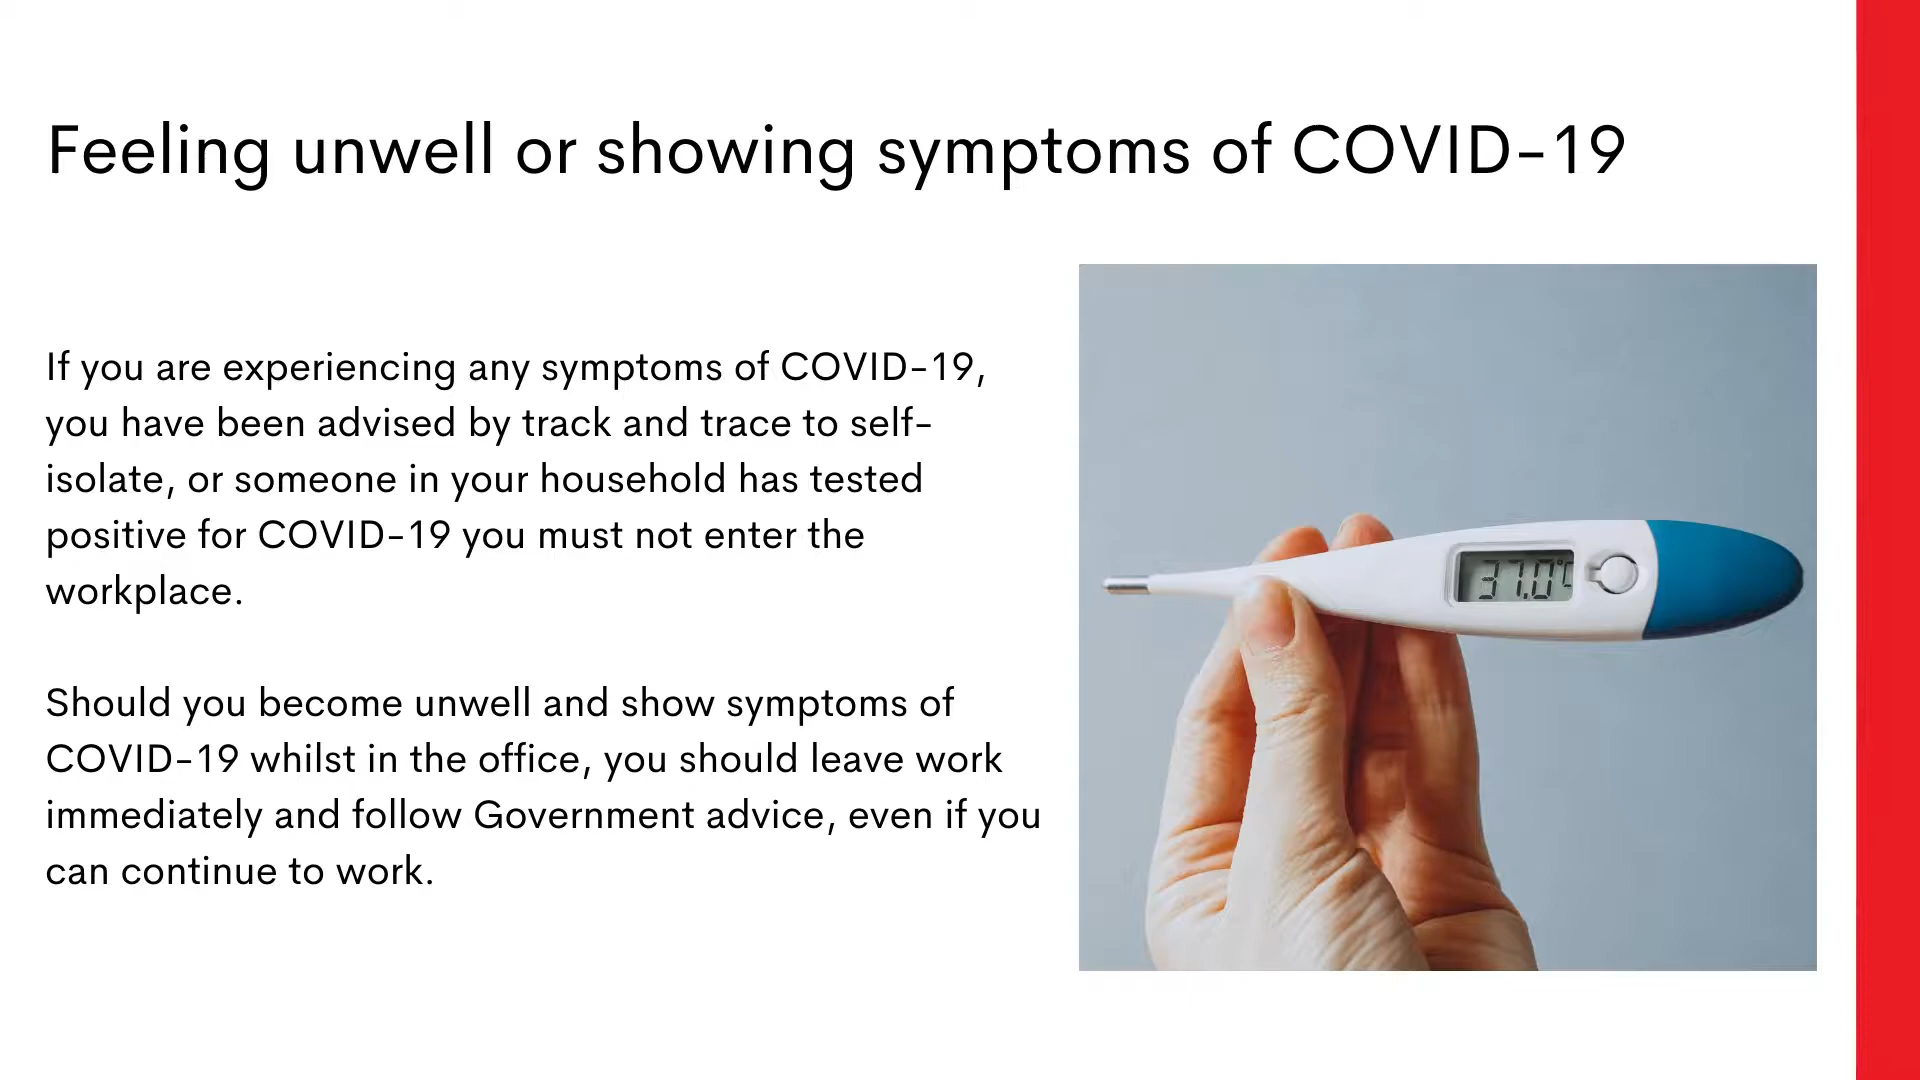 Feeling unwell or showing symptoms of COVID-19
If you are experiencing any symptoms of COVID-19,
you have been advised by track and trace to self-
isolate, or someone in your household has tested
positive for COVID-19 you must not enter the
workplace.
Should you become unwell and show symptoms of
COVID-19 whilst in the office, you should leave work
immediately and follow Government advice, even if you
can continue to work.
37.0°C